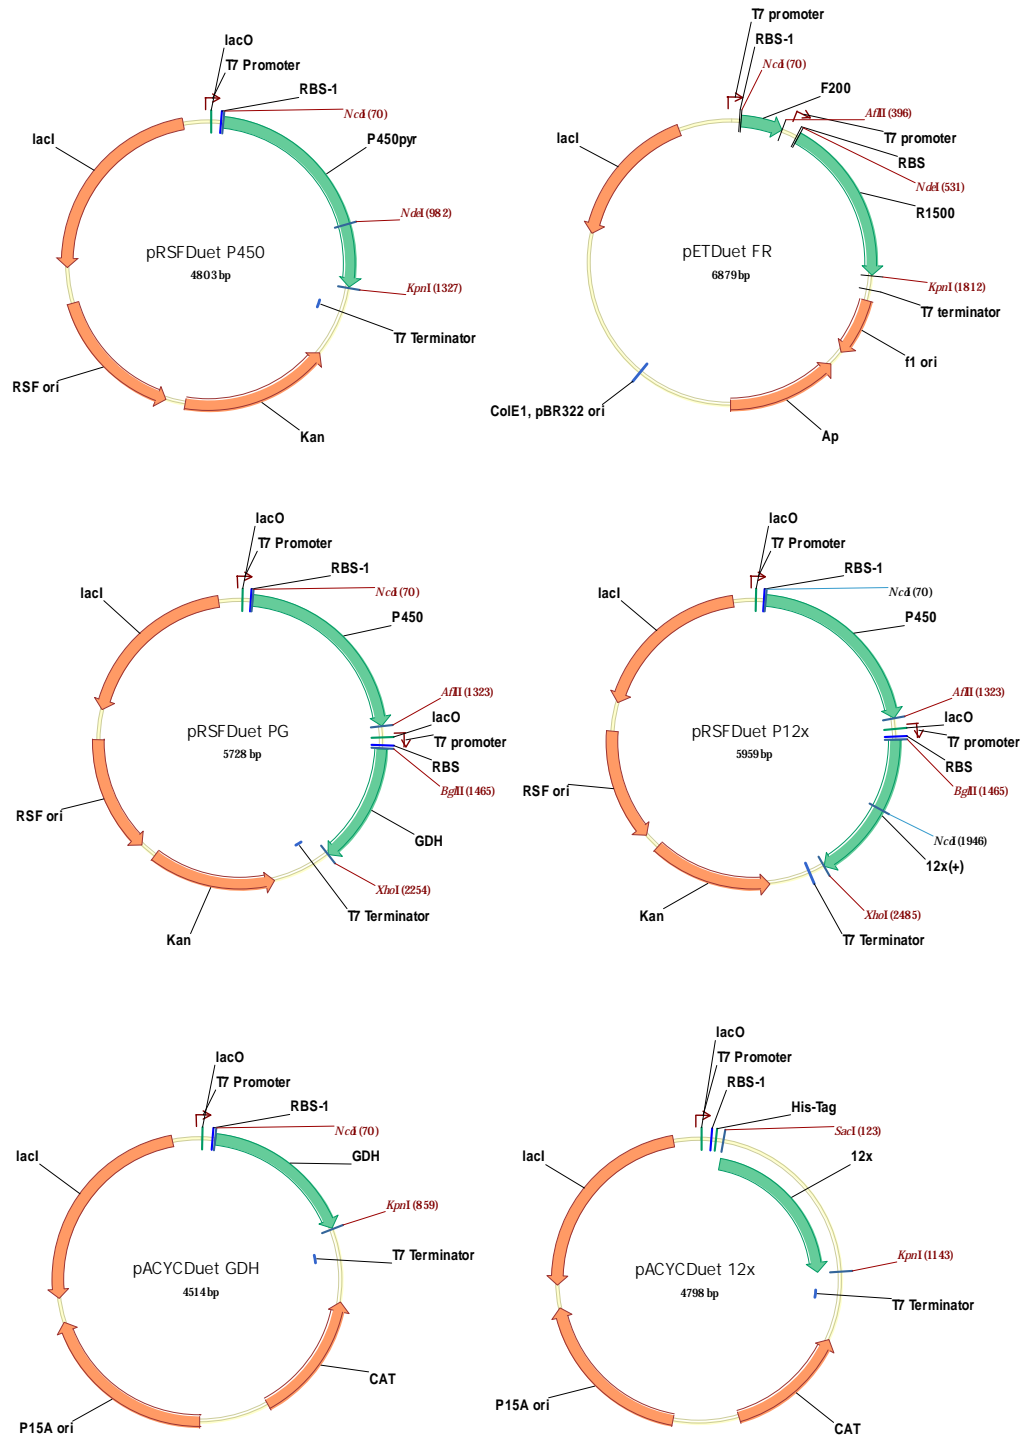 lacO
T7 Promoter
RBS-1
NcoI (70)
lacI
P450pyr
NdeI (982)
pRSFDuet P450
4803 bp
KpnI (1327)
T7 Terminator
RSF ori
Kan
T7 promoter
RBS-1
NcoI (70)
F200
AflII (396)
T7 promoter
lacI
RBS
NdeI (531)
R1500
pETDuet FR
6879 bp
KpnI (1812)
T7 terminator
f1 ori
ColE1, pBR322 ori
Ap
lacO
T7 Promoter
RBS-1
NcoI (70)
lacI
P450
AflII (1323)
lacO
pRSFDuet PG
5728 bp
T7 promoter
RBS
BglII (1465)
RSF ori
GDH
XhoI (2254)
T7 Terminator
Kan
lacO
T7 Promoter
RBS-1
NcoI (70)
lacI
P450
AflII (1323)
lacO
pRSFDuet P12x
5959 bp
T7 promoter
RBS
BglII (1465)
RSF ori
NcoI (1946)
12x(+)
XhoI (2485)
Kan
T7 Terminator
lacO
T7 Promoter
RBS-1
NcoI (70)
lacI
GDH
KpnI (859)
T7 Terminator
pACYCDuet GDH
4514 bp
CAT
P15A ori
lacO
T7 Promoter
RBS-1
His-Tag
SacI (123)
lacI
12x
KpnI (1143)
pACYCDuet 12x
4798 bp
T7 Terminator
P15A ori
CAT